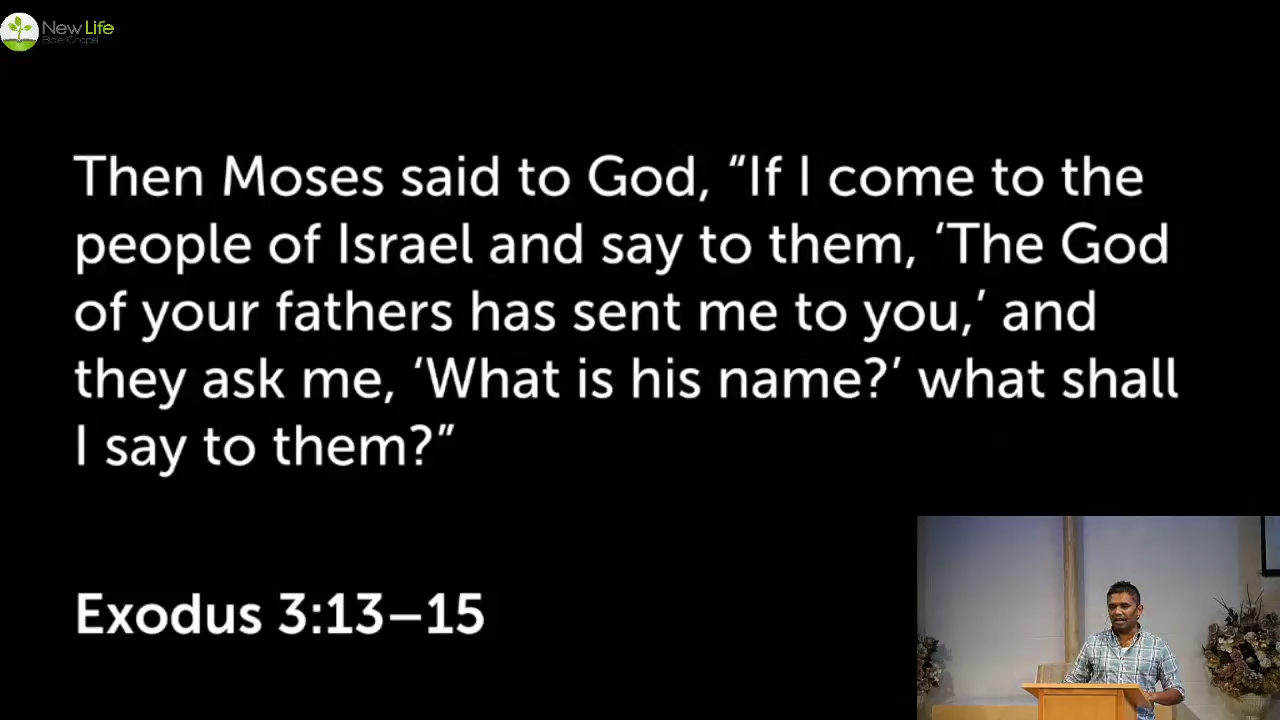 New Life
Bible Chapel
Then Moses said to God, “If I come to the
people of Israel and say to them, ‘The God
of your fathers has sent me to you,’ and
they ask me, ‘What is his name?’ what shall
I say to them?”
Exodus 3:13–15